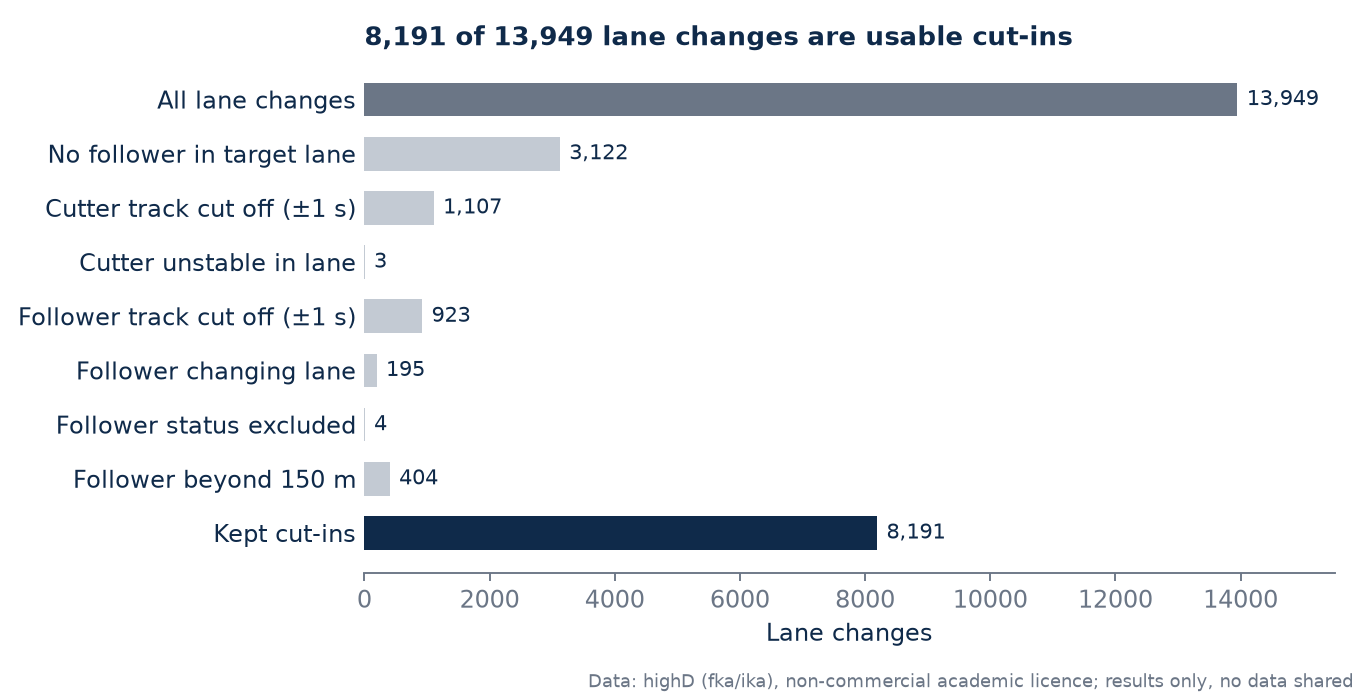 8,191 of 13,949 lane changes are usable cut-ins
All lane changes 13,949
No follower in target lane 3,122
Cutter track cut off (±1 s) 1,107
Cutter unstable in lane 3
Follower track cut off (±1 s) 923
Follower changing lane 195
Follower status excluded 4
Follower beyond 150 m 404
Kept cut-ins 8,191
0 2000 4000 6000 8000 10000 12000 14000
Lane changes
Data: highD (fka/ika), non-commercial academic licence; results only, no data shared